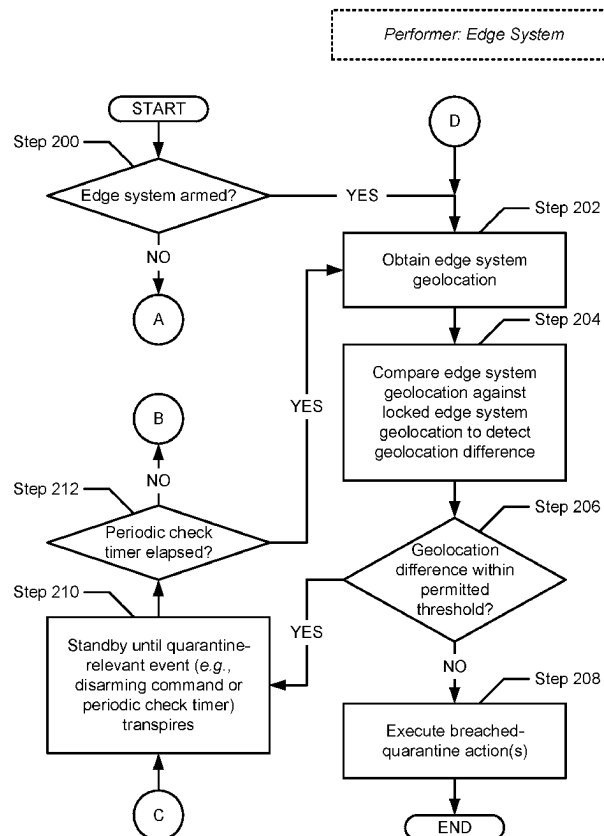 Performer: Edge System
START
Step 200
Edge system armed?
YES
NO
A
D
Step 202
Obtain edge system
geolocation
Step 204
Compare edge system
geolocation against
locked edge system
geolocation to detect
geolocation difference
Step 206
Geolocation
difference within
permitted
threshold?
YES
NO
Step 208
Execute breached-
quarantine action(s)
END
B
NO
Step 212
Periodic check
timer elapsed?
YES
Step 210
Standby until quarantine-
relevant event (e.g.,
disarming command or
periodic check timer)
transpires
C